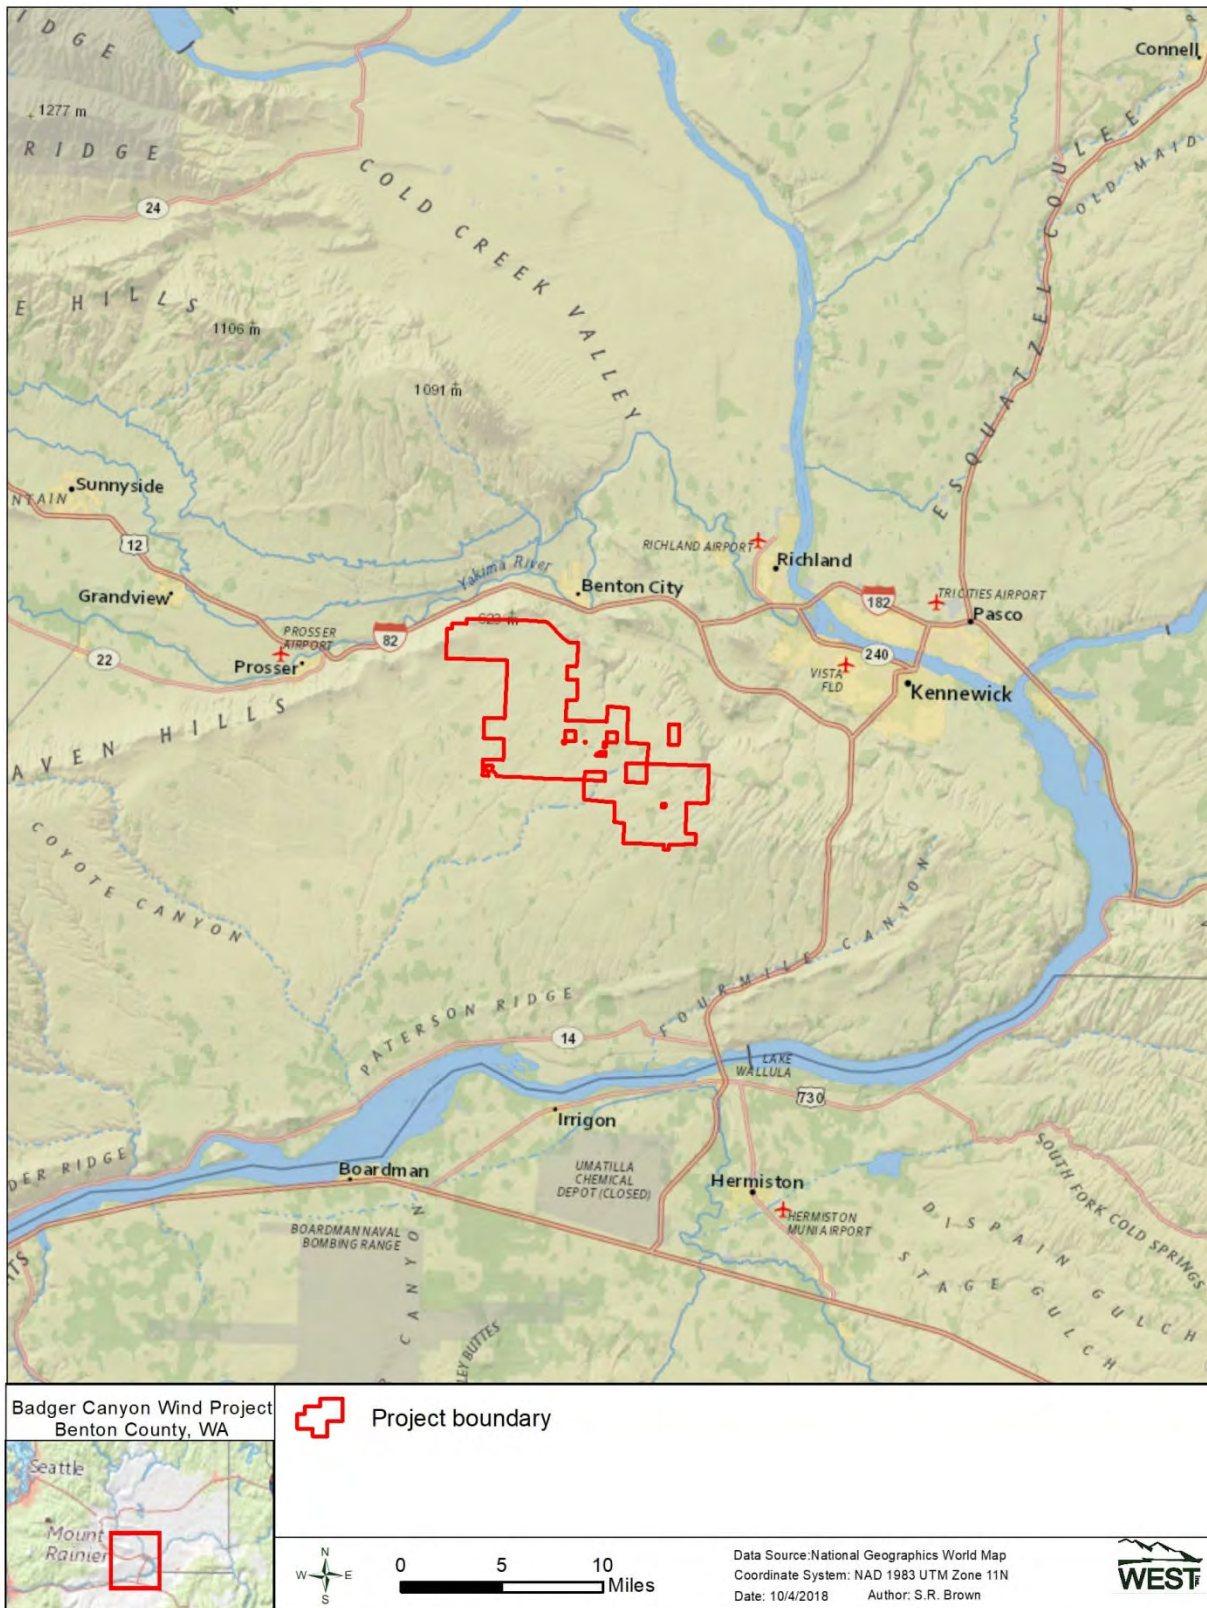 IDGE
Connell
1277 m
RIDGE
COLD CREEK VALLEY
ESQUATZEL COULEE
OLD MAID
24
E HILLS
1106 m
1091 m
Sunnyside
NTAIN
12
RICHLAND AIRPORT
Richland
Yakima River
Benton City
Grandview
182
TRI CITIES AIRPORT
Pasco
PROSSER
AIRPORT
82
22
Prosser
240
VISTA
FLD
Kennewick
AVEN HILLS
COYOTE CANYON
FOURMILE CANYON
PATERSON RIDGE
14
LAKE
WALLULA
730
Irrigon
DER RIDGE
Boardman
UMATILLA
CHEMICAL
DEPOT (CLOSED)
Hermiston
SOUTH FORK COLD SPRINGS
HERMISTON
MUNI AIRPORT
BOARDMAN NAVAL
BOMBING RANGE
DISPAIN GULCH
STAGE GULCH
CANYON
LEY BUTTES
Badger Canyon Wind Project
Benton County, WA
Project boundary
Seattle
Mount
Rainier
N
W E
S
0 5 10
Miles
Data Source:National Geographics World Map
Coordinate System: NAD 1983 UTM Zone 11N
Date: 10/4/2018 Author: S.R. Brown
WEST